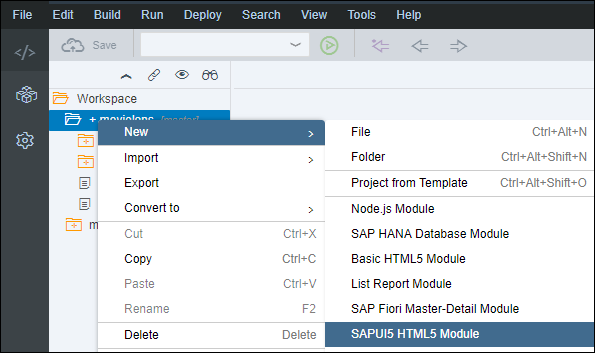 File Edit Build Run Deploy Search View Tools Help
</> Save
Workspace
+ movielens [master]
m
New >
Import >
Export
Convert to >
Cut Ctrl+X
Copy Ctrl+C
Paste Ctrl+V
Rename F2
Delete Delete
File Ctrl+Alt+N
Folder Ctrl+Alt+Shift+N
Project from Template Ctrl+Alt+Shift+O
Node.js Module
SAP HANA Database Module
Basic HTML5 Module
List Report Module
SAP Fiori Master-Detail Module
SAPUI5 HTML5 Module